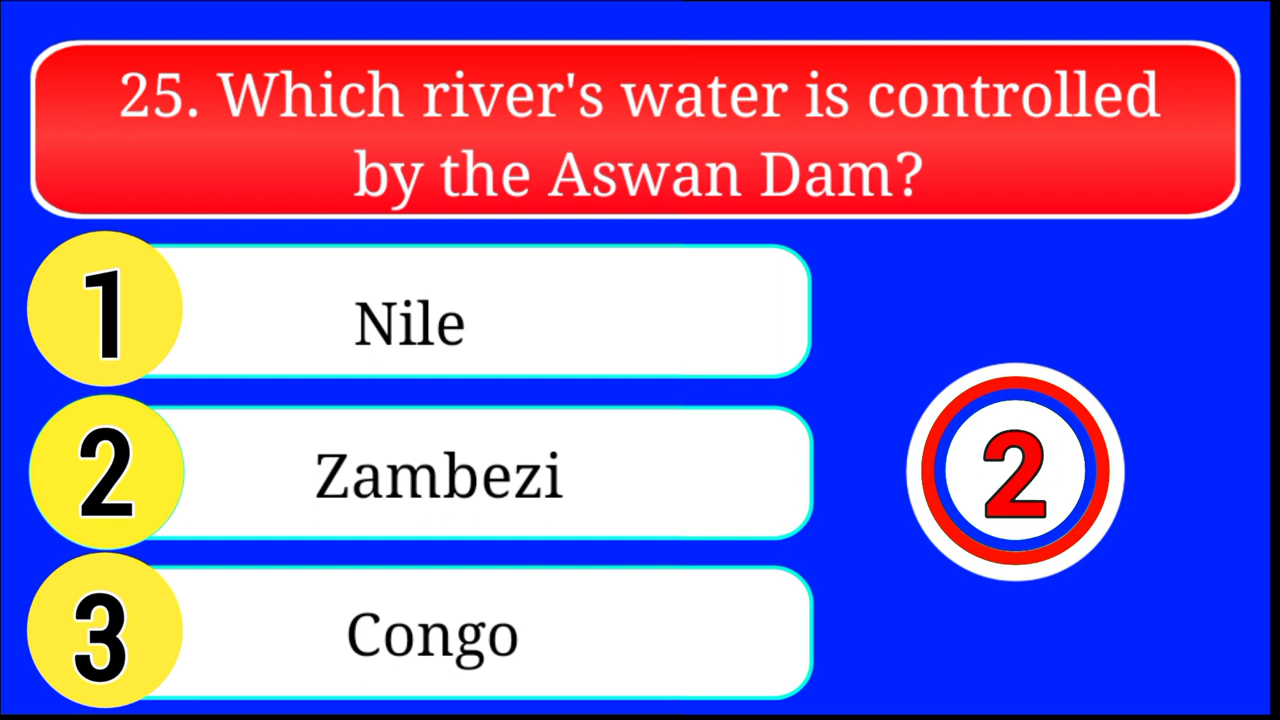 25. Which river's water is controlled
by the Aswan Dam?
1
Nile
2
Zambezi
2
3
Congo